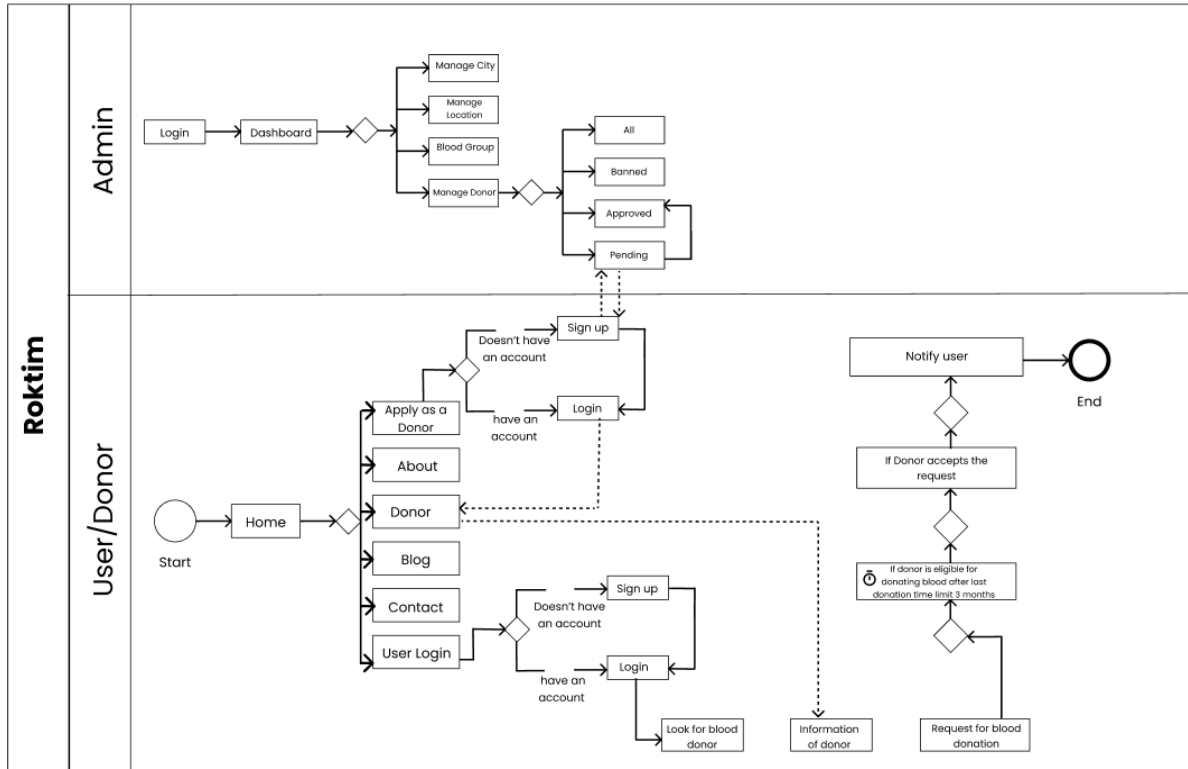 Roktim
Admin
Login
Dashboard
Manage City
Manage
Location
Blood Group
Manage Donor
All
Banned
Approved
Pending
User/Donor
Start
Home
Apply as a
Donor
About
Donor
Blog
Contact
User Login
Doesn't have
an account
have an
account
Sign up
Login
Doesn't have
an account
have an
account
Sign up
Login
Look for blood
donor
Information
of donor
Request for blood
donation
If donor is eligible for
donating blood after last
donation time limit 3 months
If Donor accepts the
request
Notify user
End